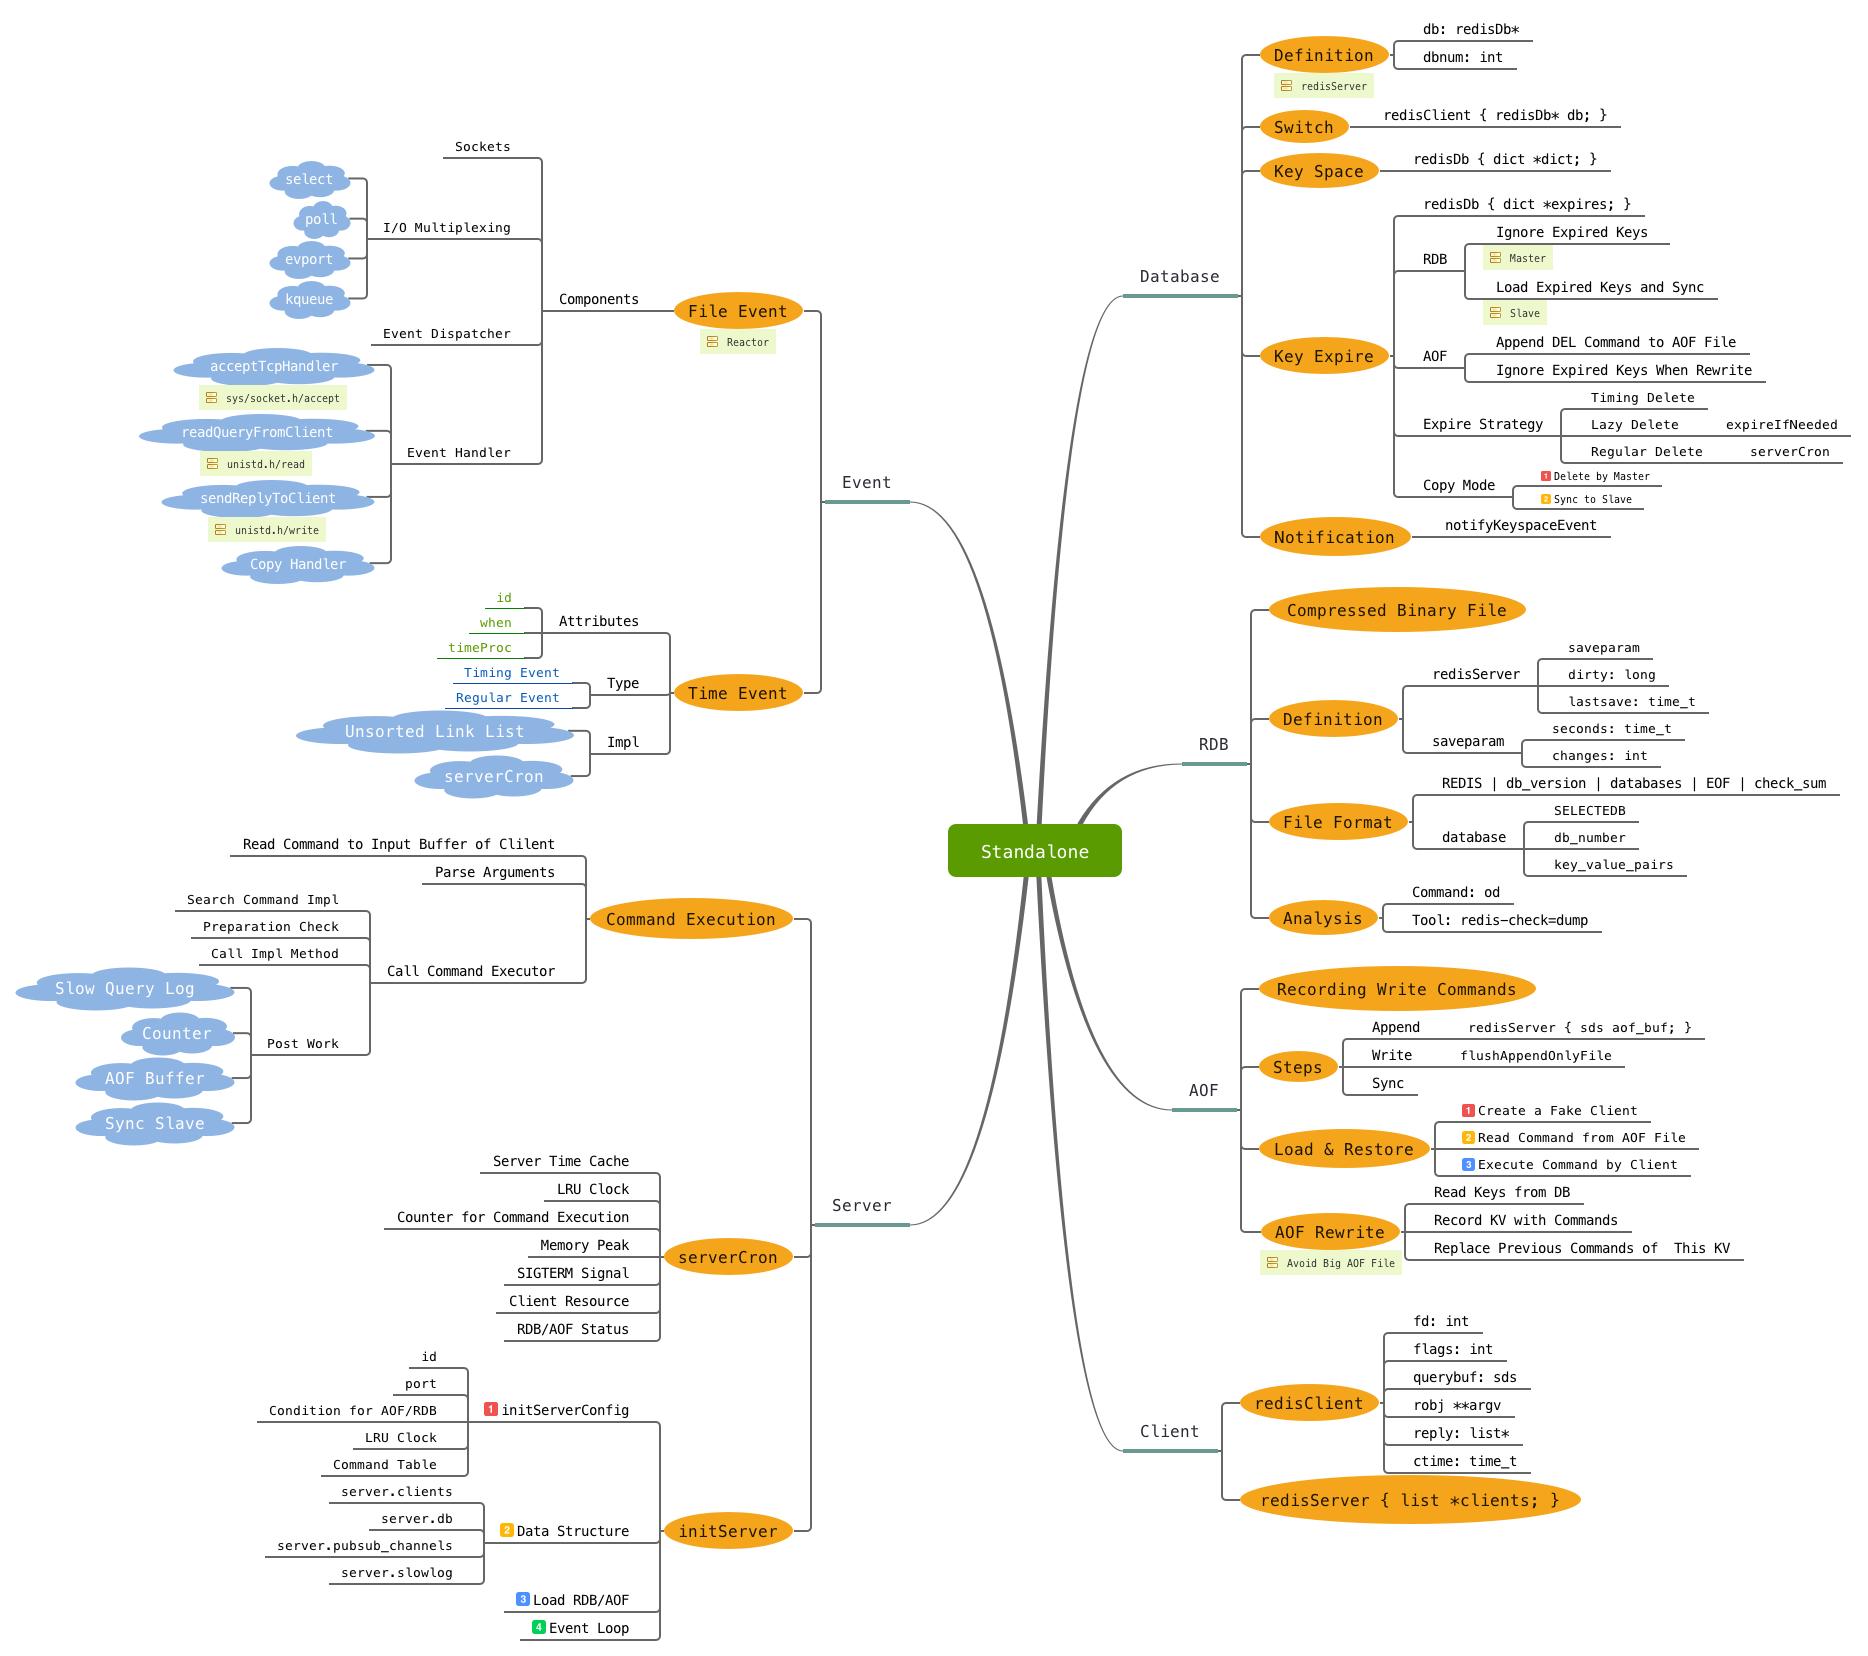 Standalone
Database
Definition
redisServer
db: redisDb*
dbnum: int
Switch
redisClient { redisDb* db; }
Key Space
redisDb { dict *dict; }
Key Expire
redisDb { dict *expires; }
RDB
Ignore Expired Keys
Master
Load Expired Keys and Sync
Slave
AOF
Append DEL Command to AOF File
Ignore Expired Keys When Rewrite
Expire Strategy
Timing Delete
Lazy Delete
expireIfNeeded
Regular Delete
serverCron
Copy Mode
1 Delete by Master
2 Sync to Slave
Notification
notifyKeyspaceEvent
RDB
Compressed Binary File
Definition
redisServer
saveparam
dirty: long
lastsave: time_t
saveparam
seconds: time_t
changes: int
File Format
REDIS | db_version | databases | EOF | check_sum
database
SELECTEDB
db_number
key_value_pairs
Analysis
Command: od
Tool: redis-check=dump
AOF
Recording Write Commands
Steps
Append
redisServer { sds aof_buf; }
Write
flushAppendOnlyFile
Sync
Load & Restore
1 Create a Fake Client
2 Read Command from AOF File
3 Execute Command by Client
AOF Rewrite
Avoid Big AOF File
Read Keys from DB
Record KV with Commands
Replace Previous Commands of  This KV
Client
redisClient
fd: int
flags: int
querybuf: sds
robj **argv
reply: list*
ctime: time_t
redisServer { list *clients; }
Event
File Event
Reactor
Components
Sockets
I/O Multiplexing
select
poll
evport
kqueue
Event Dispatcher
Event Handler
acceptTcpHandler
sys/socket.h/accept
readQueryFromClient
unistd.h/read
sendReplyToClient
unistd.h/write
Copy Handler
Time Event
Attributes
id
when
timeProc
Type
Timing Event
Regular Event
Impl
Unsorted Link List
serverCron
Server
Command Execution
Read Command to Input Buffer of Clilent
Parse Arguments
Call Command Executor
Search Command Impl
Preparation Check
Call Impl Method
Post Work
Slow Query Log
Counter
AOF Buffer
Sync Slave
serverCron
Server Time Cache
LRU Clock
Counter for Command Execution
Memory Peak
SIGTERM Signal
Client Resource
RDB/AOF Status
initServer
1 initServerConfig
id
port
Condition for AOF/RDB
LRU Clock
Command Table
2 Data Structure
server.clients
server.db
server.pubsub_channels
server.slowlog
3 Load RDB/AOF
4 Event Loop